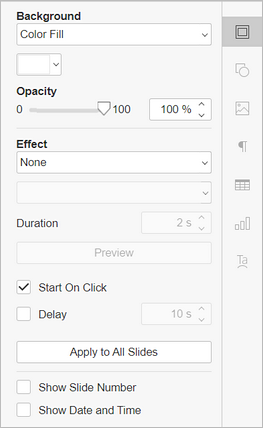 Background
Color Fill
Opacity
0 100 100 %
Effect
None
Duration 2 s
Preview
Start On Click
Delay 10 s
Apply to All Slides
Show Slide Number
Show Date and Time
Ta